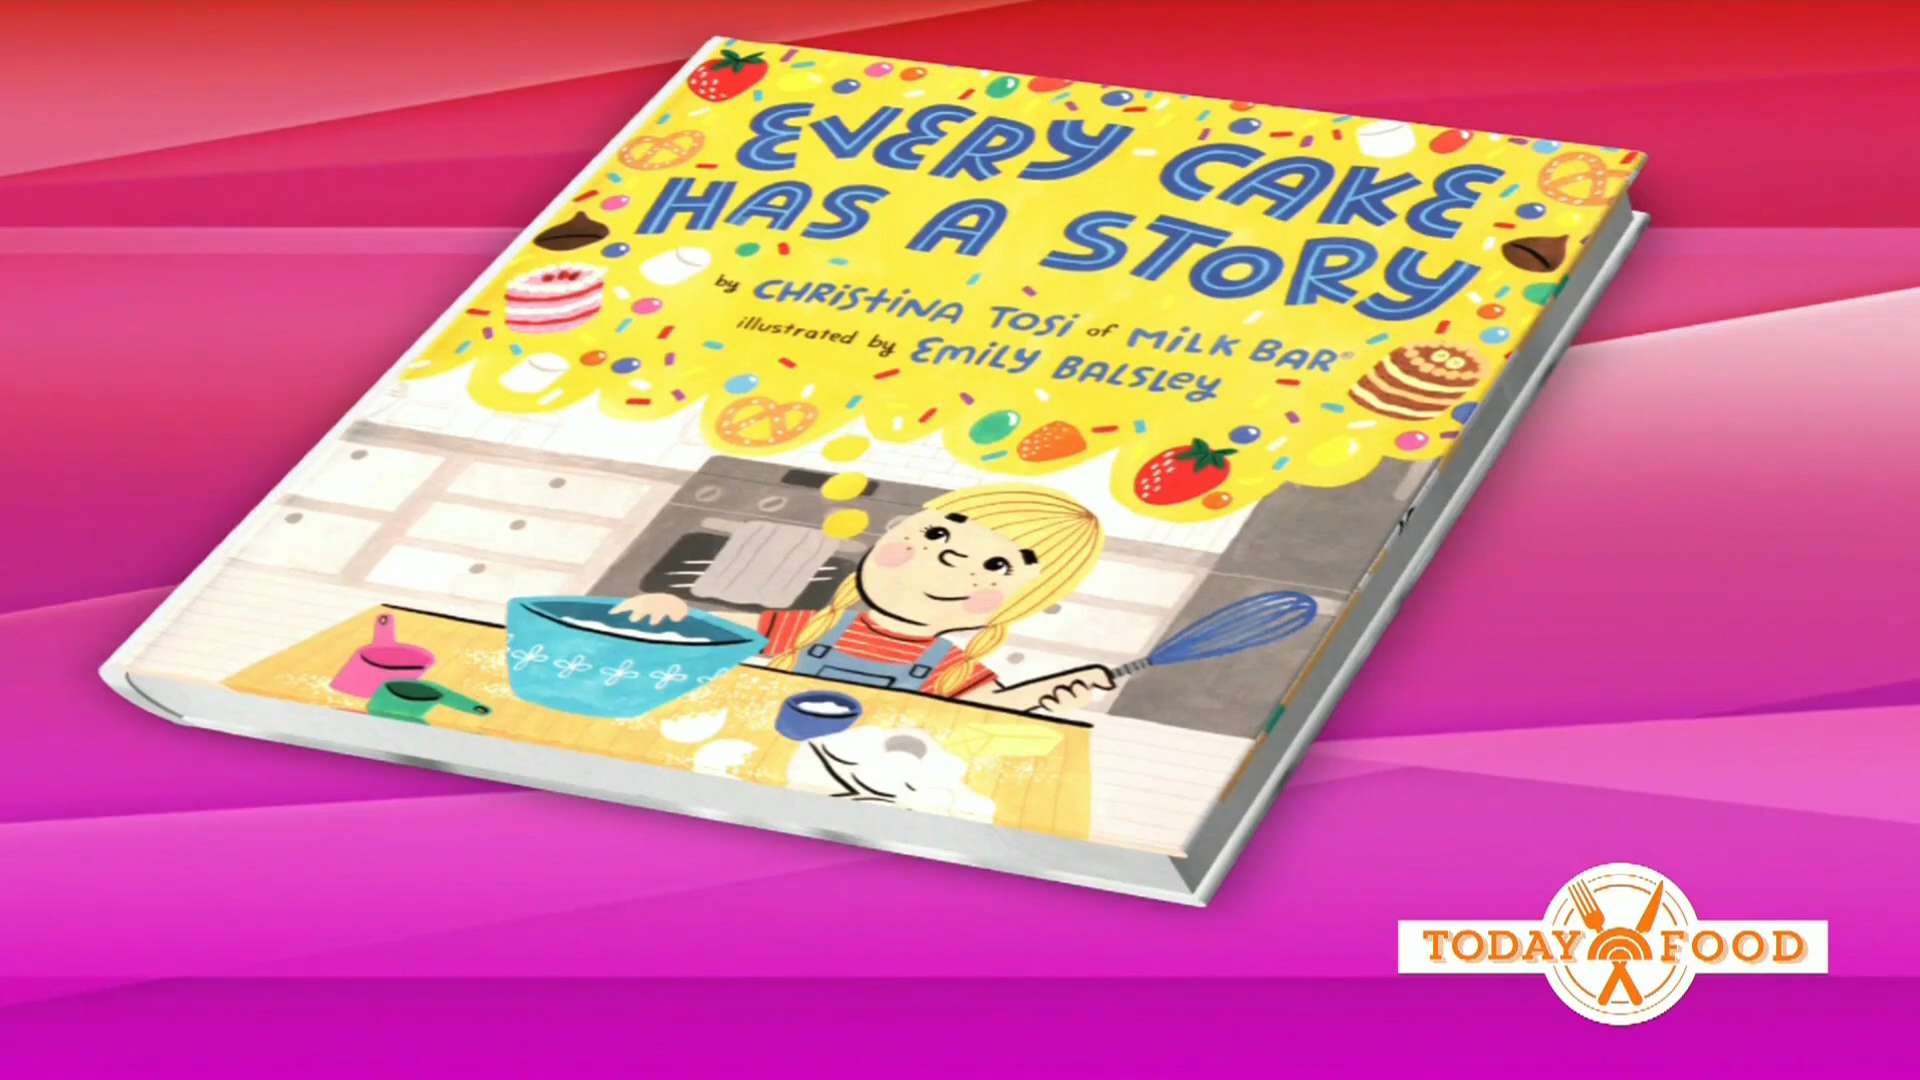 EVERY CAKE
HAS A STORY
by CHRISTINA TOSI of MILK BAR®
illustrated by EMILY BALSLEY
TODAY FOOD